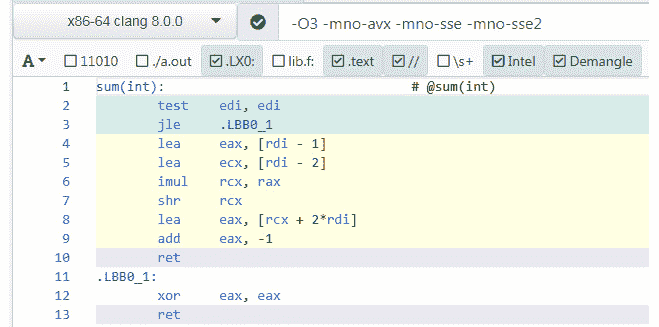 x86-64 clang 8.0.0 -O3 -mno-avx -mno-sse -mno-sse2
A 11010 ./a.out .LX0: lib.f: .text // \s+ Intel Demangle
1 sum(int): # @sum(int)
2 test edi, edi
3 jle .LBB0_1
4 lea eax, [rdi - 1]
5 lea ecx, [rdi - 2]
6 imul rcx, rax
7 shr rcx
8 lea eax, [rcx + 2*rdi]
9 add eax, -1
10 ret
11 .LBB0_1:
12 xor eax, eax
13 ret